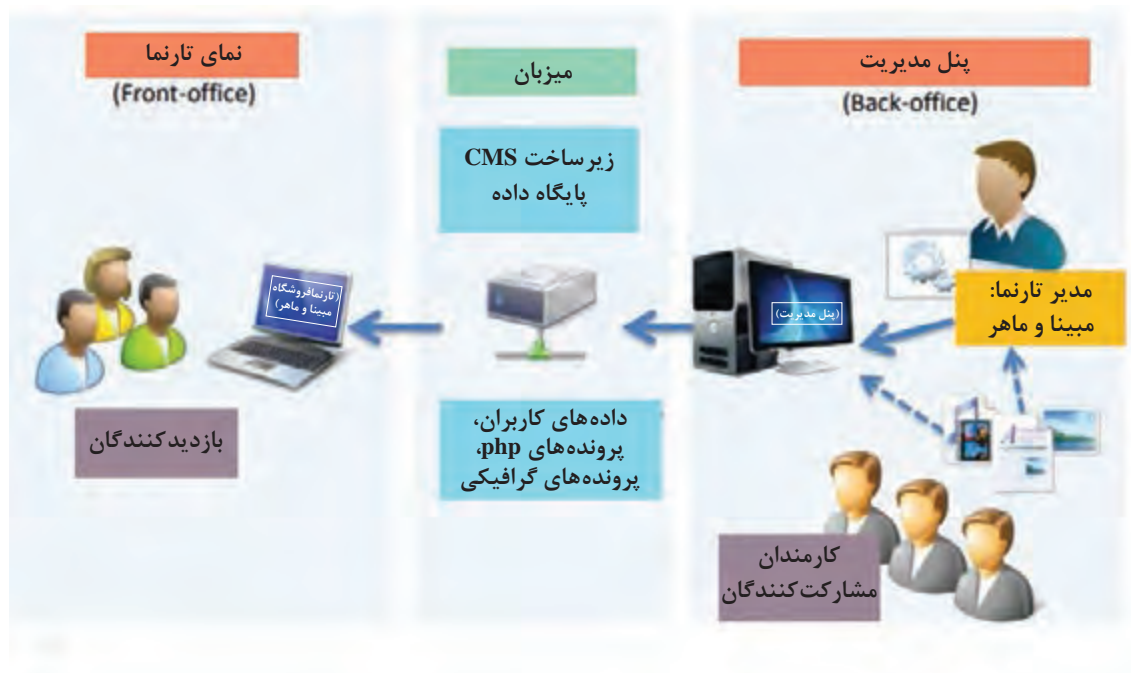 پنل مدیریت
(Back-office)
مدیر تارنما:
مبینا و ماهر
(پنل مدیریت)
کارمندان
مشارکت‌کنندگان
میزبان
زیرساخت CMS
پایگاه داده
داده‌های کاربران،
پرونده‌های php،
پرونده‌های گرافیکی
نمای تارنما
(Front-office)
(تارنمافروشگاه
مبینا و ماهر)
بازدیدکنندگان